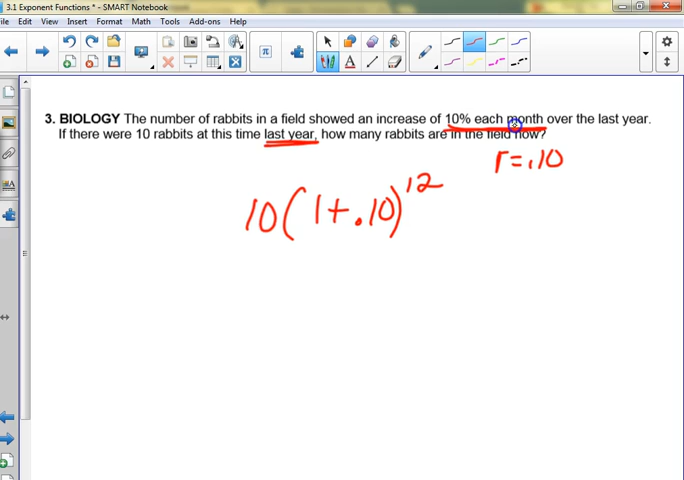 3.1 Exponent Functions * - SMART Notebook
File Edit View Insert Format Math Tools Add-ons Help
π
A
3. BIOLOGY The number of rabbits in a field showed an increase of 10% each month over the last year.
If there were 10 rabbits at this time last year, how many rabbits are in the field now?
r=.10
10(1+.10)^12